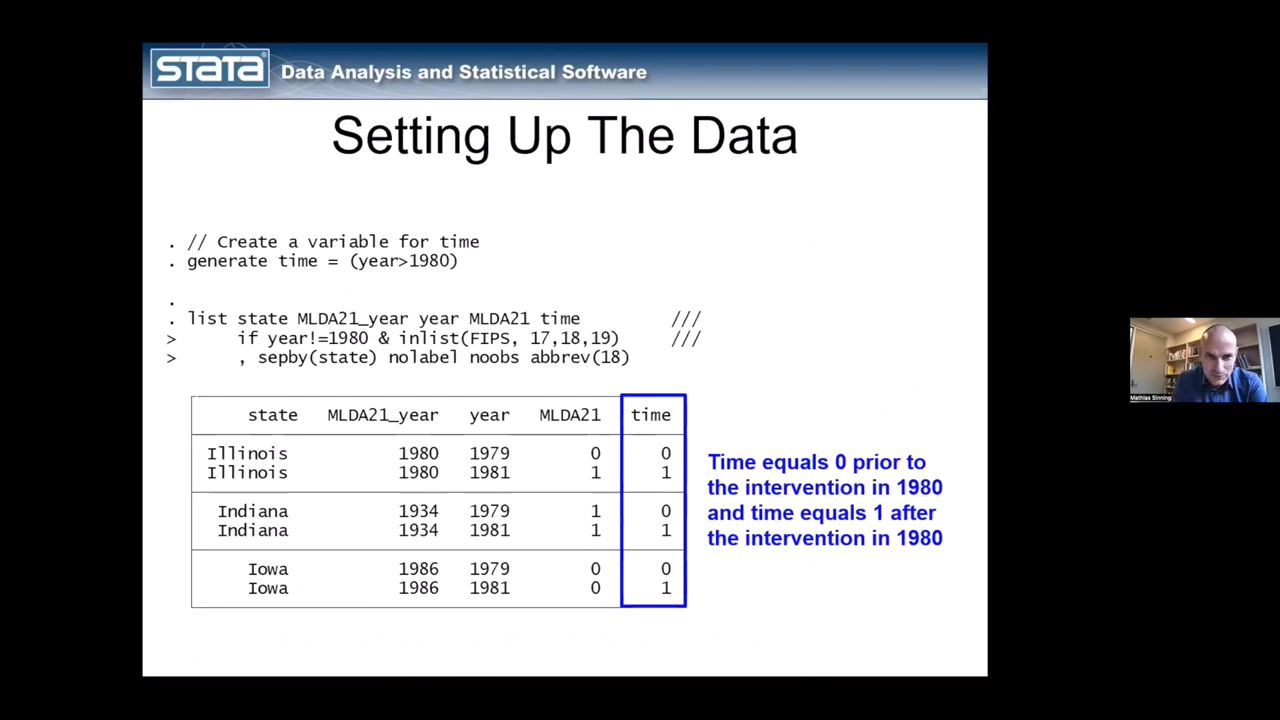 STATA Data Analysis and Statistical Software
Setting Up The Data
. // Create a variable for time
. generate time = (year>1980)
.
. list state MLDA21_year year MLDA21 time ///
> if year!=1980 & inlist(FIPS, 17,18,19) ///
> , sepby(state) nolabel noobs abbrev(18)
state MLDA21_year year MLDA21 time
Illinois 1980 1979 0 0
Illinois 1980 1981 1 1
Indiana 1934 1979 1 0
Indiana 1934 1981 1 1
Iowa 1986 1979 0 0
Iowa 1986 1981 0 1
Time equals 0 prior to
the intervention in 1980
and time equals 1 after
the intervention in 1980
Mathias Sinning